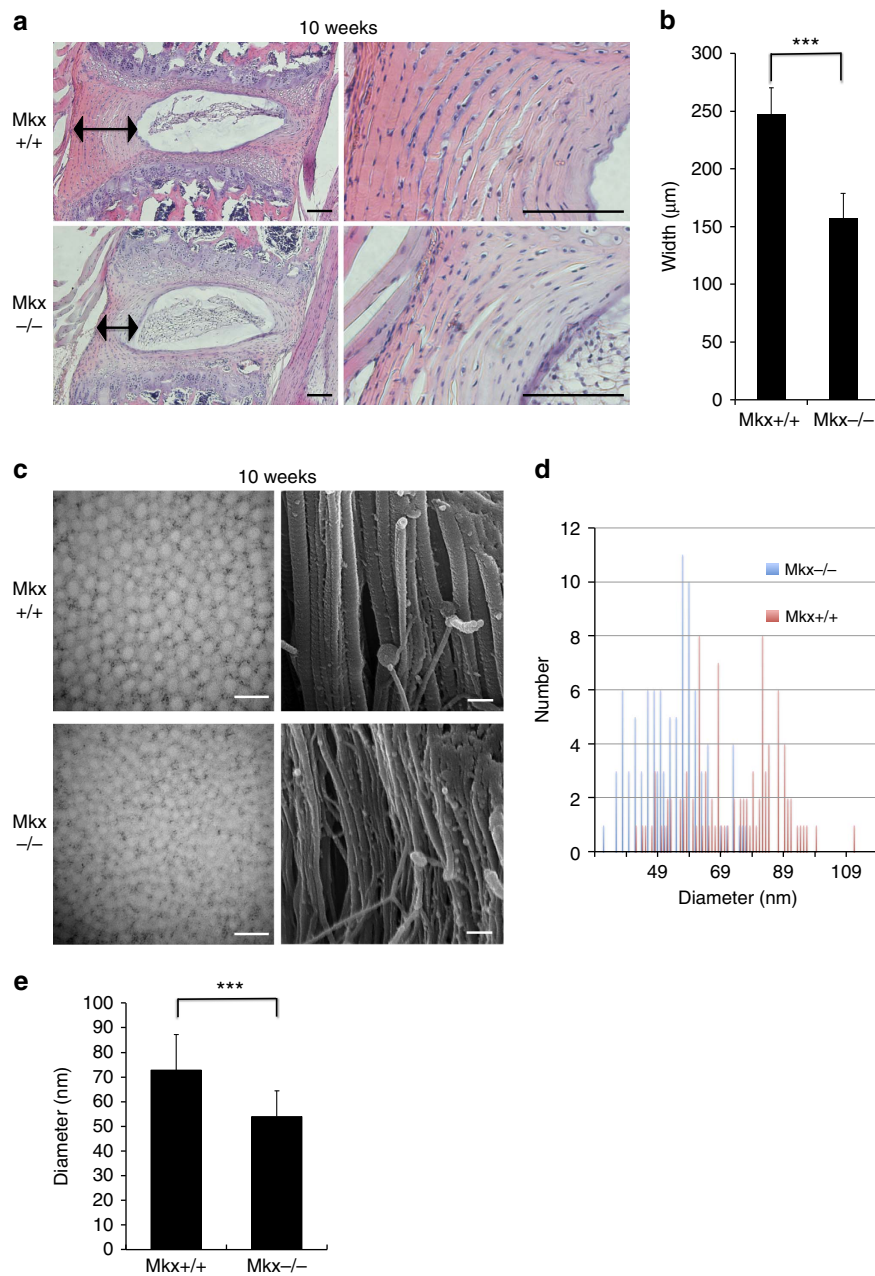 a
10 weeks
Mkx
+/+
Mkx
–/–
b
***
300
250
200
150
100
50
0
Width (μm)
Mkx+/+ Mkx–/–
c
10 weeks
Mkx
+/+
Mkx
–/–
d
12
10
8
6
4
2
0
Number
Mkx–/–
Mkx+/+
49 69 89 109
Diameter (nm)
e
***
100
90
80
70
60
50
40
30
20
10
0
Diameter (nm)
Mkx+/+ Mkx–/–